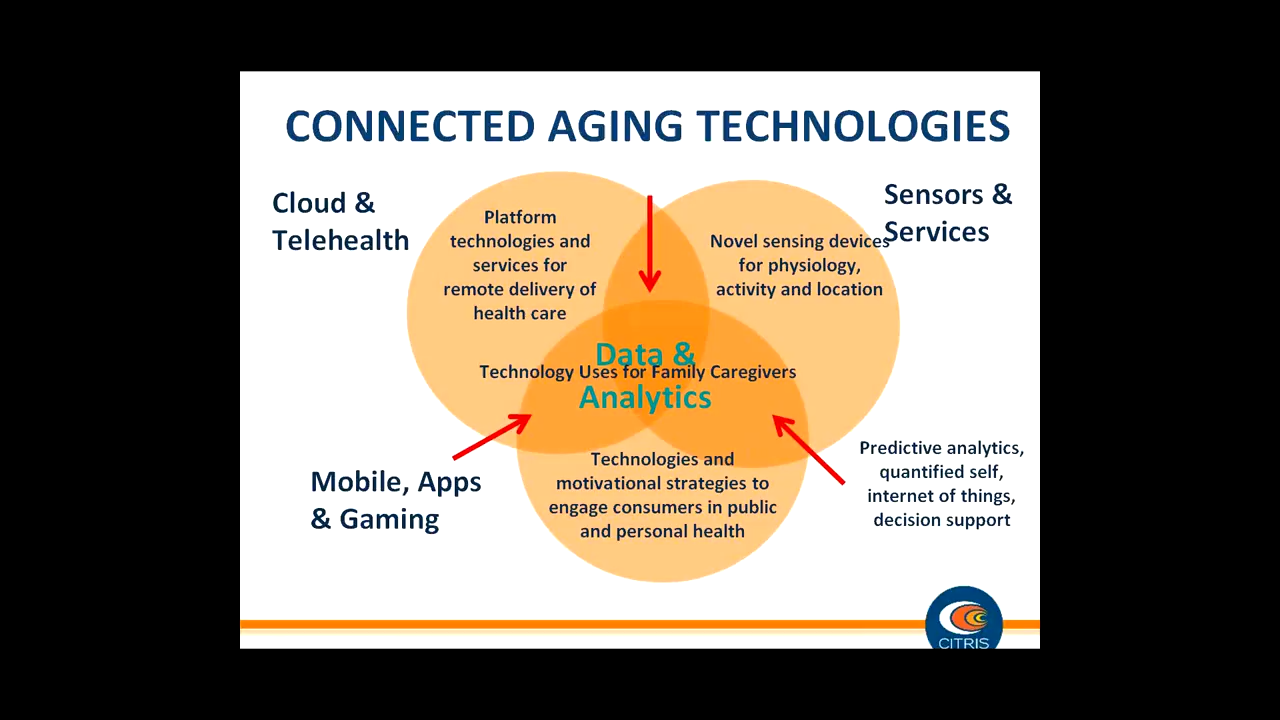 CONNECTED AGING TECHNOLOGIES
Cloud &
Telehealth
Platform
technologies and
services for
remote delivery of
health care
Sensors &
Services
Novel sensing devices
for physiology,
activity and location
Data &
Technology Uses for Family Caregivers
Analytics
Mobile, Apps
& Gaming
Technologies and
motivational strategies to
engage consumers in public
and personal health
Predictive analytics,
quantified self,
internet of things,
decision support
CITRIS